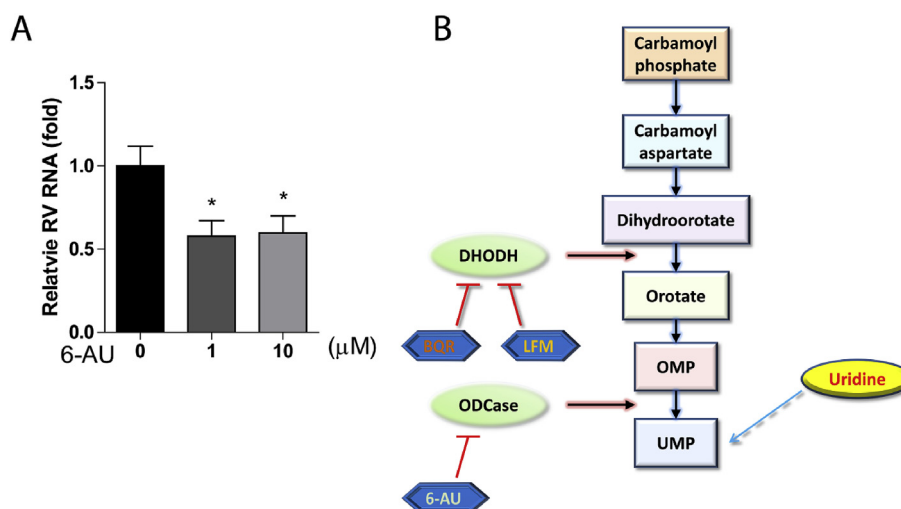 A
B
Relatvie RV RNA (fold)
1.5
1.0
0.5
0.0
*
*
6-AU
0
1
10
(μM)
Carbamoyl
phosphate
Carbamoyl
aspartate
Dihydroorotate
DHODH
Orotate
BQR
LFM
OMP
Uridine
ODCase
UMP
6-AU